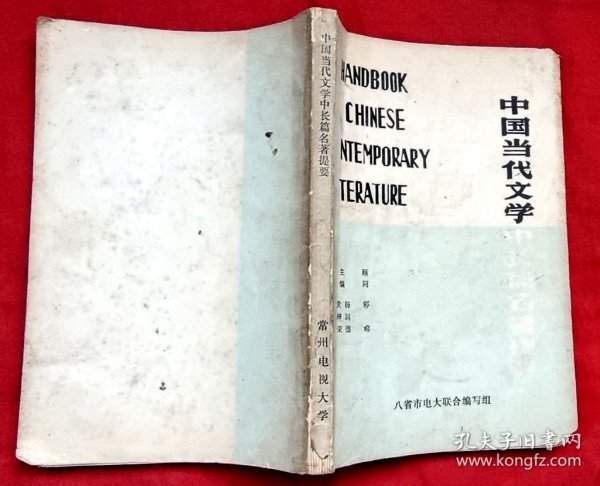 中国当代文学中长篇名著提要
常州电视大学
HANDBOOK
CHINESE
NTEMPORARY
TERATURE
中国当代文学
主 顾
编 问
八省市电大联合编写组
孔夫子旧书网
www.kongfz.com